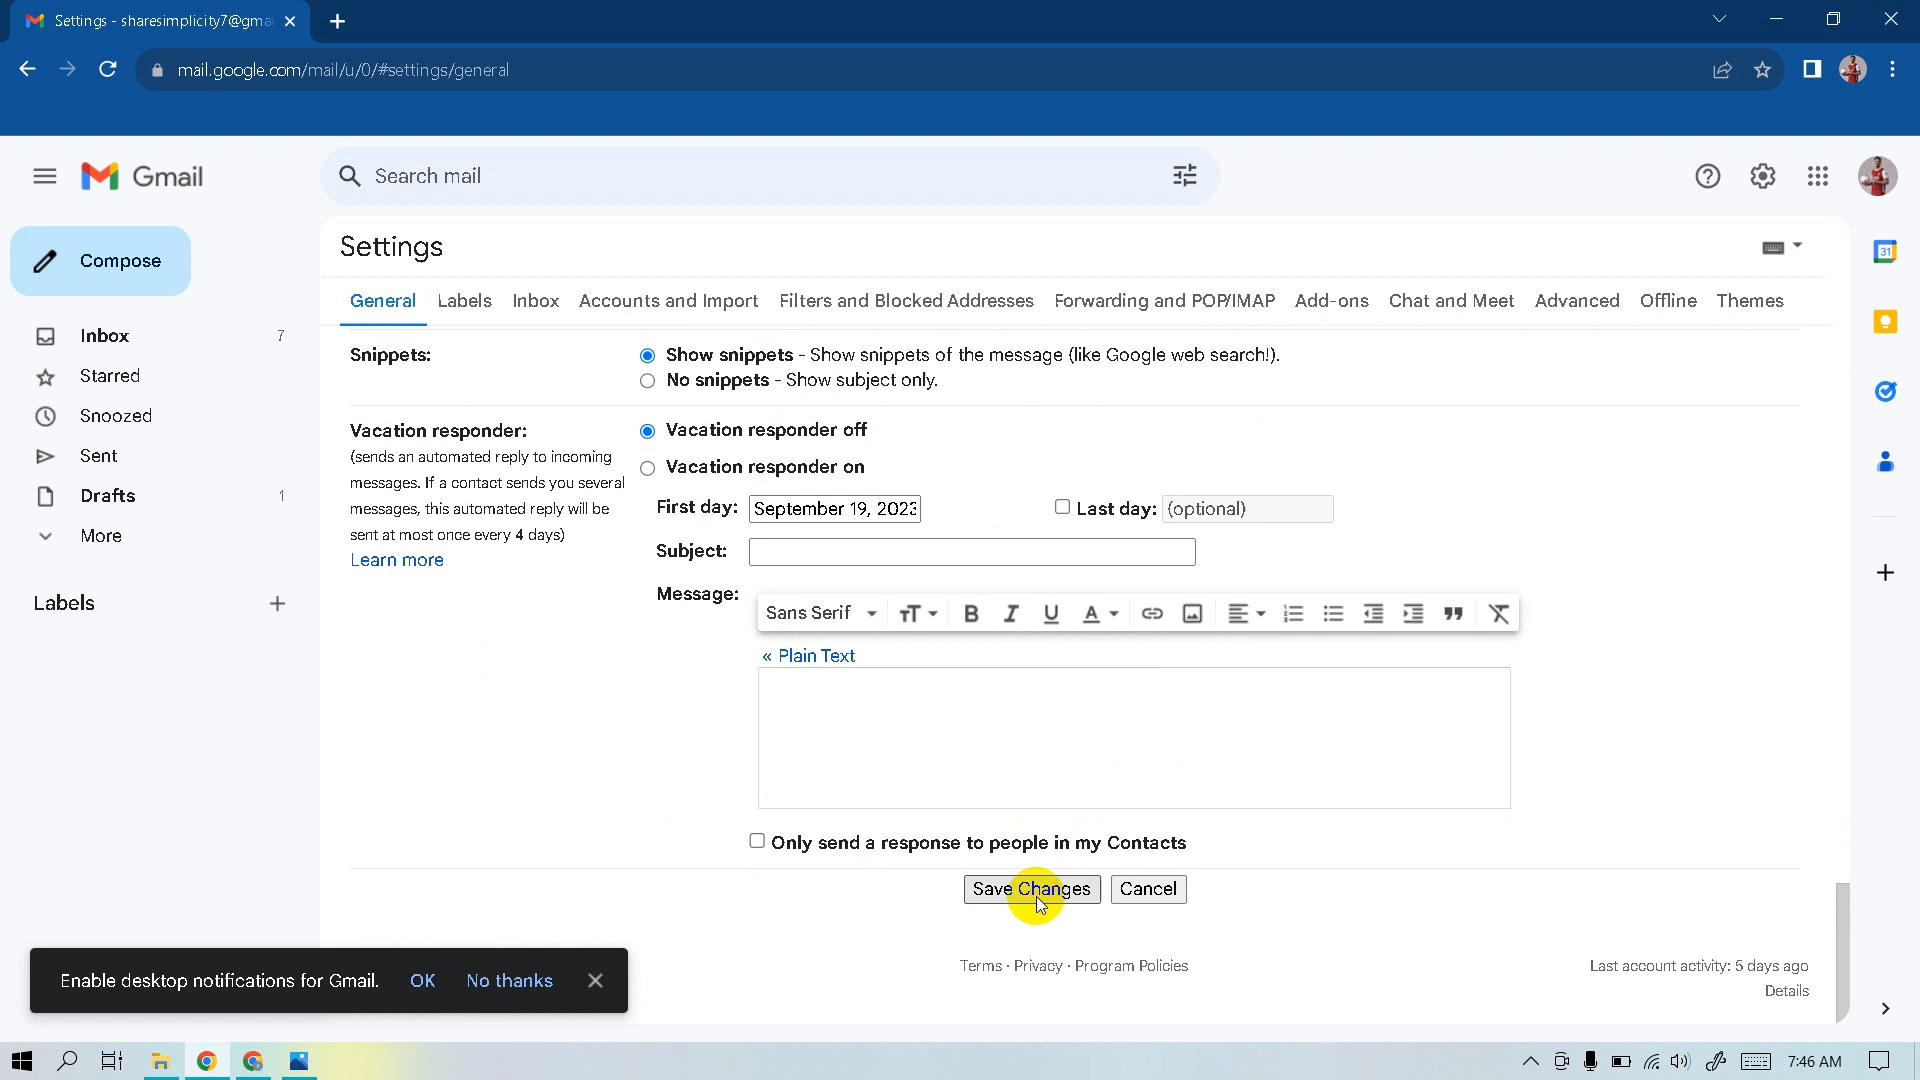 Settings - sharesimplicity7@gma
mail.google.com/mail/u/0/#settings/general
Gmail
Search mail
Compose
Inbox 7
Starred
Snoozed
Sent
Drafts 1
More
Labels
Settings
General Labels Inbox Accounts and Import Filters and Blocked Addresses Forwarding and POP/IMAP Add-ons Chat and Meet Advanced Offline Themes
Snippets:
Show snippets - Show snippets of the message (like Google web search!).
No snippets - Show subject only.
Vacation responder:
(sends an automated reply to incoming
messages. If a contact sends you several
messages, this automated reply will be
sent at most once every 4 days)
Learn more
Vacation responder off
Vacation responder on
First day: September 19, 2023 Last day: (optional)
Subject:
Message:
Sans Serif
« Plain Text
Only send a response to people in my Contacts
Save Changes Cancel
Terms · Privacy · Program Policies
Last account activity: 5 days ago
Details
Enable desktop notifications for Gmail. OK No thanks
31
7:46 AM